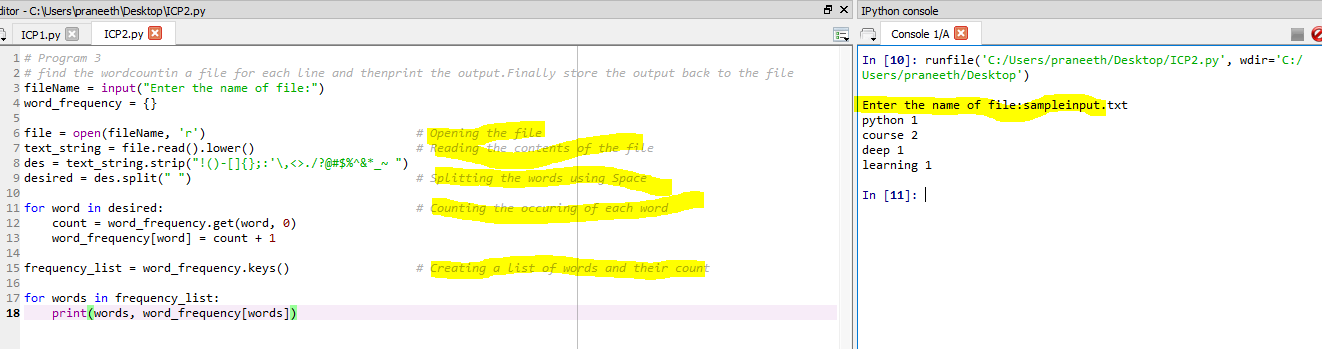 ditor - C:\Users\praneeth\Desktop\ICP2.py
ICP1.py
ICP2.py
1 # Program 3
2 # find the wordcountin a file for each line and thenprint the output.Finally store the output back to the file
3 fileName = input("Enter the name of file:")
4 word_frequency = {}
5
6 file = open(fileName, 'r') # Opening the file
7 text_string = file.read().lower() # Reading the contents of the file
8 des = text_string.strip("!()-[]{};:'\,<>./?@#$%^&*_~ ")
9 desired = des.split(" ") # Splitting the words using Space
10
11 for word in desired: # Counting the occuring of each word
12 count = word_frequency.get(word, 0)
13 word_frequency[word] = count + 1
14
15 frequency_list = word_frequency.keys() # Creating a list of words and their count
16
17 for words in frequency_list:
18 print(words, word_frequency[words])
IPython console
Console 1/A
In [10]: runfile('C:/Users/praneeth/Desktop/ICP2.py', wdir='C:/
Users/praneeth/Desktop')
Enter the name of file:sampleinput.txt
python 1
course 2
deep 1
learning 1
In [11]: